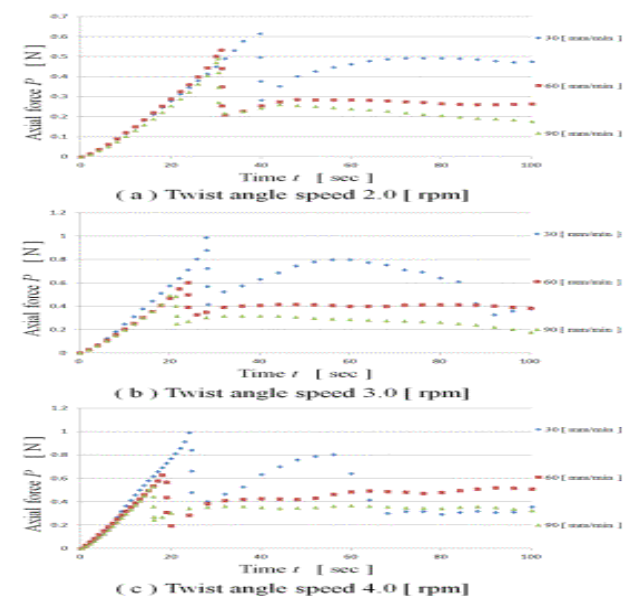 0.7
0.6
0.5
0.4
0.3
0.2
0.1
0
Axial force P [N]
0 20 40 60 80 100
30 [ mm/min ]
60 [ mm/min ]
90 [ mm/min ]
Time t [ sec ]
( a ) Twist angle speed 2.0 [ rpm]
1.2
1
0.8
0.6
0.4
0.2
0
Axial force P [N]
0 20 40 60 80 100
30 [ mm/min ]
60 [ mm/min ]
90 [ mm/min ]
Time t [ sec ]
( b ) Twist angle speed 3.0 [ rpm]
1.2
1
0.8
0.6
0.4
0.2
0
Axial force P [N]
0 20 40 60 80 100
30 [ mm/min ]
60 [ mm/min ]
90 [ mm/min ]
Time t [ sec ]
( c ) Twist angle speed 4.0 [ rpm]